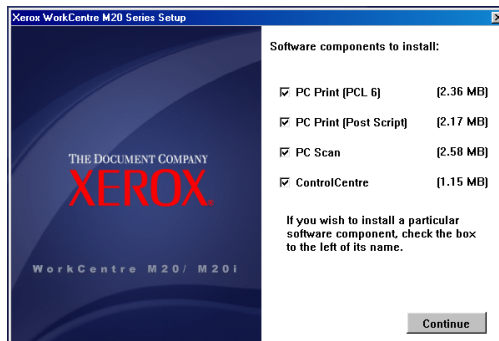 Xerox WorkCentre M20 Series Setup
Software components to install:
PC Print (PCL 6) (2.36 MB)
PC Print (Post Script) (2.17 MB)
PC Scan (2.58 MB)
ControlCentre (1.15 MB)
THE DOCUMENT COMPANY
XEROX.
WorkCentre M20/ M20i
If you wish to install a particular
software component, check the box
to the left of its name.
Continue